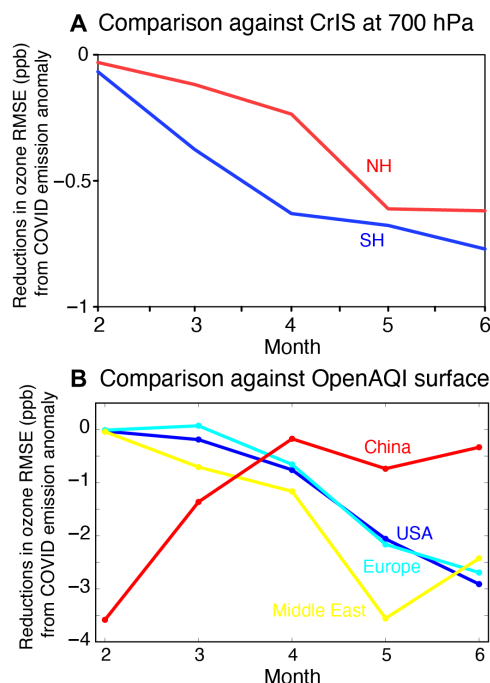 A Comparison against CrIS at 700 hPa
Reductions in ozone RMSE (ppb)
from COVID emission anomaly
0
−0.5
−1
NH
SH
2 3 4 5 6
Month
B Comparison against OpenAQI surface
Reductions in ozone RMSE (ppb)
from COVID emission anomaly
0
−1
−2
−3
−4
China
USA
Europe
Middle East
2 3 4 5 6
Month